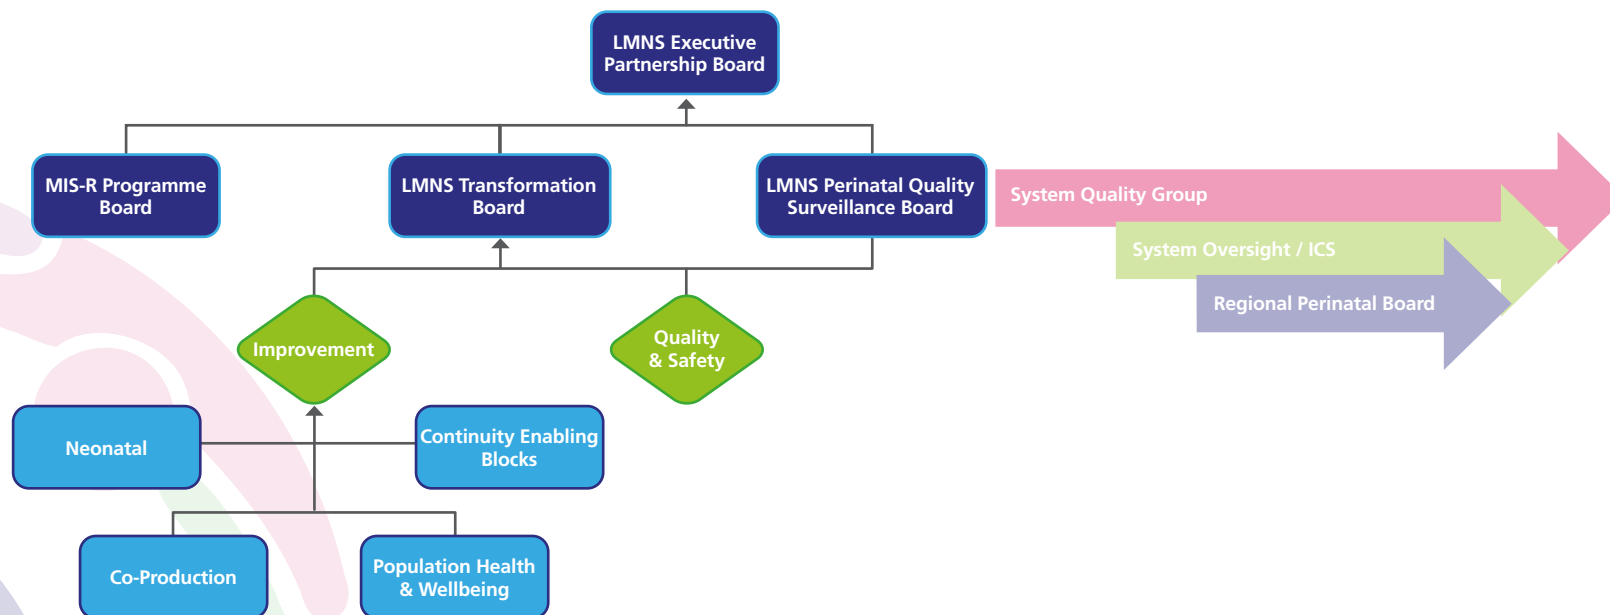 LMNS Executive
Partnership Board
MIS-R Programme
Board
LMNS Transformation
Board
LMNS Perinatal Quality
Surveillance Board
System Quality Group
System Oversight / ICS
Regional Perinatal Board
Improvement
Quality
& Safety
Neonatal
Continuity Enabling
Blocks
Co-Production
Population Health
& Wellbeing